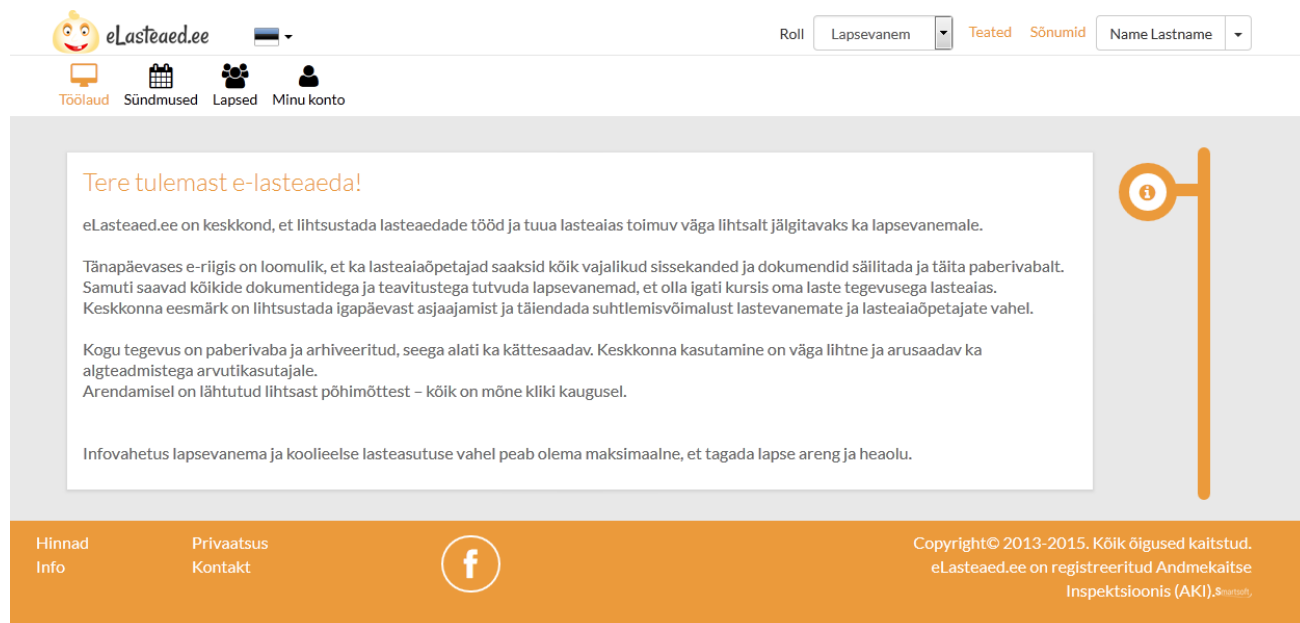 eLasteaed.ee
Roll
Lapsevanem
Teated
Sõnumid
Name Lastname
Töölaud
Sündmused
Lapsed
Minu konto
Tere tulemast e-lasteaeda!
eLasteaed.ee on keskkond, et lihtsustada lasteaedade tööd ja tuua lasteaias toimuv väga lihtsalt jälgitavaks ka lapsevanemale.
Tänapäevases e-riigis on loomulik, et ka lasteaiaõpetajad saaksid kõik vajalikud sissekanded ja dokumendid säilitada ja täita paberivabalt.
Samuti saavad kõikide dokumentidega ja teavitustega tutvuda lapsevanemad, et olla igati kursis oma laste tegevusega lasteaias.
Keskkonna eesmärk on lihtsustada igapäevast asjaajamist ja täiendada suhtlemisvõimalust lastevanemate ja lasteaiaõpetajate vahel.
Kogu tegevus on paberivaba ja arhiveeritud, seega alati ka kättesaadav. Keskkonna kasutamine on väga lihtne ja arusaadav ka
algteadmistega arvutikasutajale.
Arendamisel on lähtutud lihtsast põhimõttest – kõik on mõne kliki kaugusel.
Infovahetus lapsevanema ja koolieelse lasteasutuse vahel peab olema maksimaalne, et tagada lapse areng ja heaolu.
Hinnad
Info
Privaatsus
Kontakt
Copyright© 2013-2015. Kõik õigused kaitstud.
eLasteaed.ee on registreeritud Andmekaitse
Inspektsioonis (AKI).Smartsoft